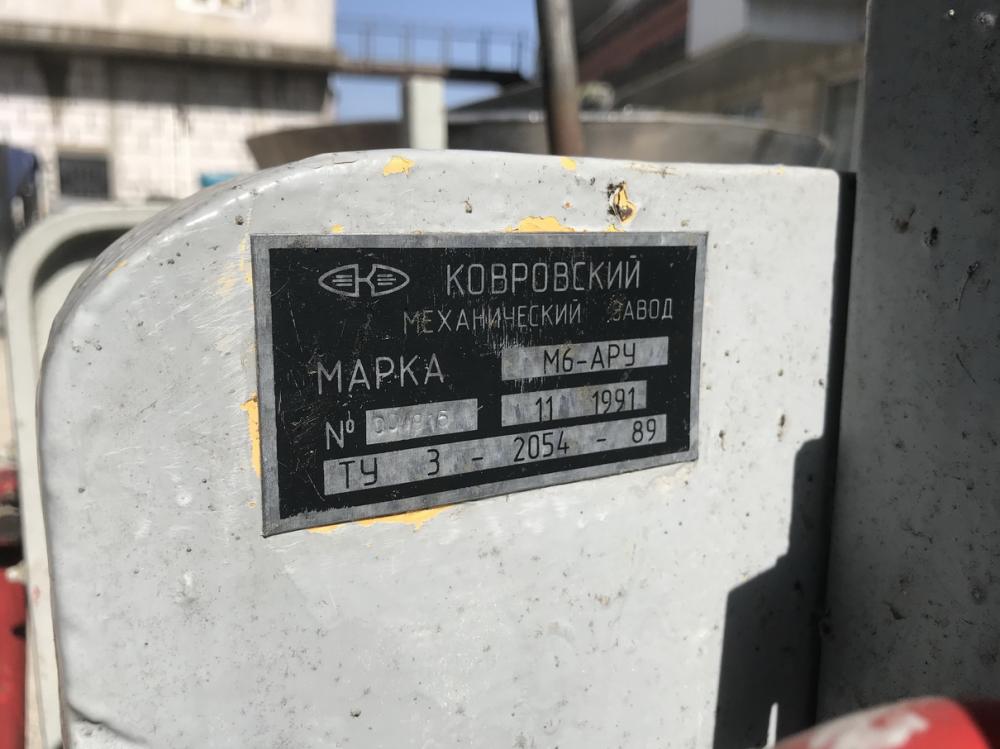 К КОВРОВСКИЙ
МЕХАНИЧЕСКИЙ ЗАВОД
МАРКА М6-АРУ
№ 11 1991
ТУ 3 - 2054 - 89